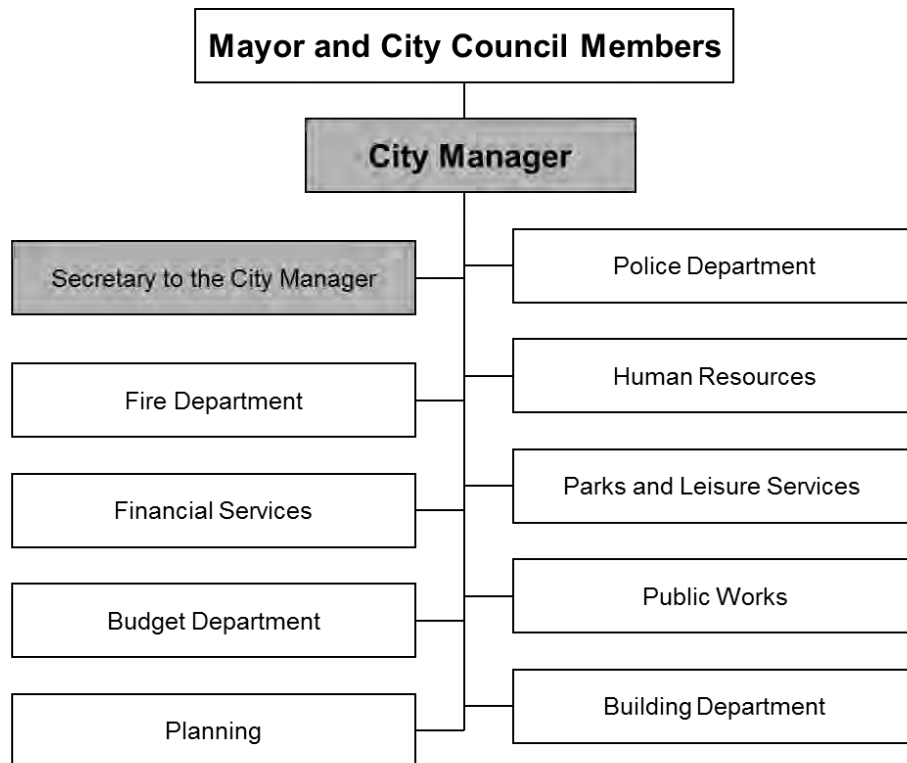 Mayor and City Council Members
City Manager
Secretary to the City Manager
Police Department
Fire Department
Human Resources
Financial Services
Parks and Leisure Services
Budget Department
Public Works
Planning
Building Department